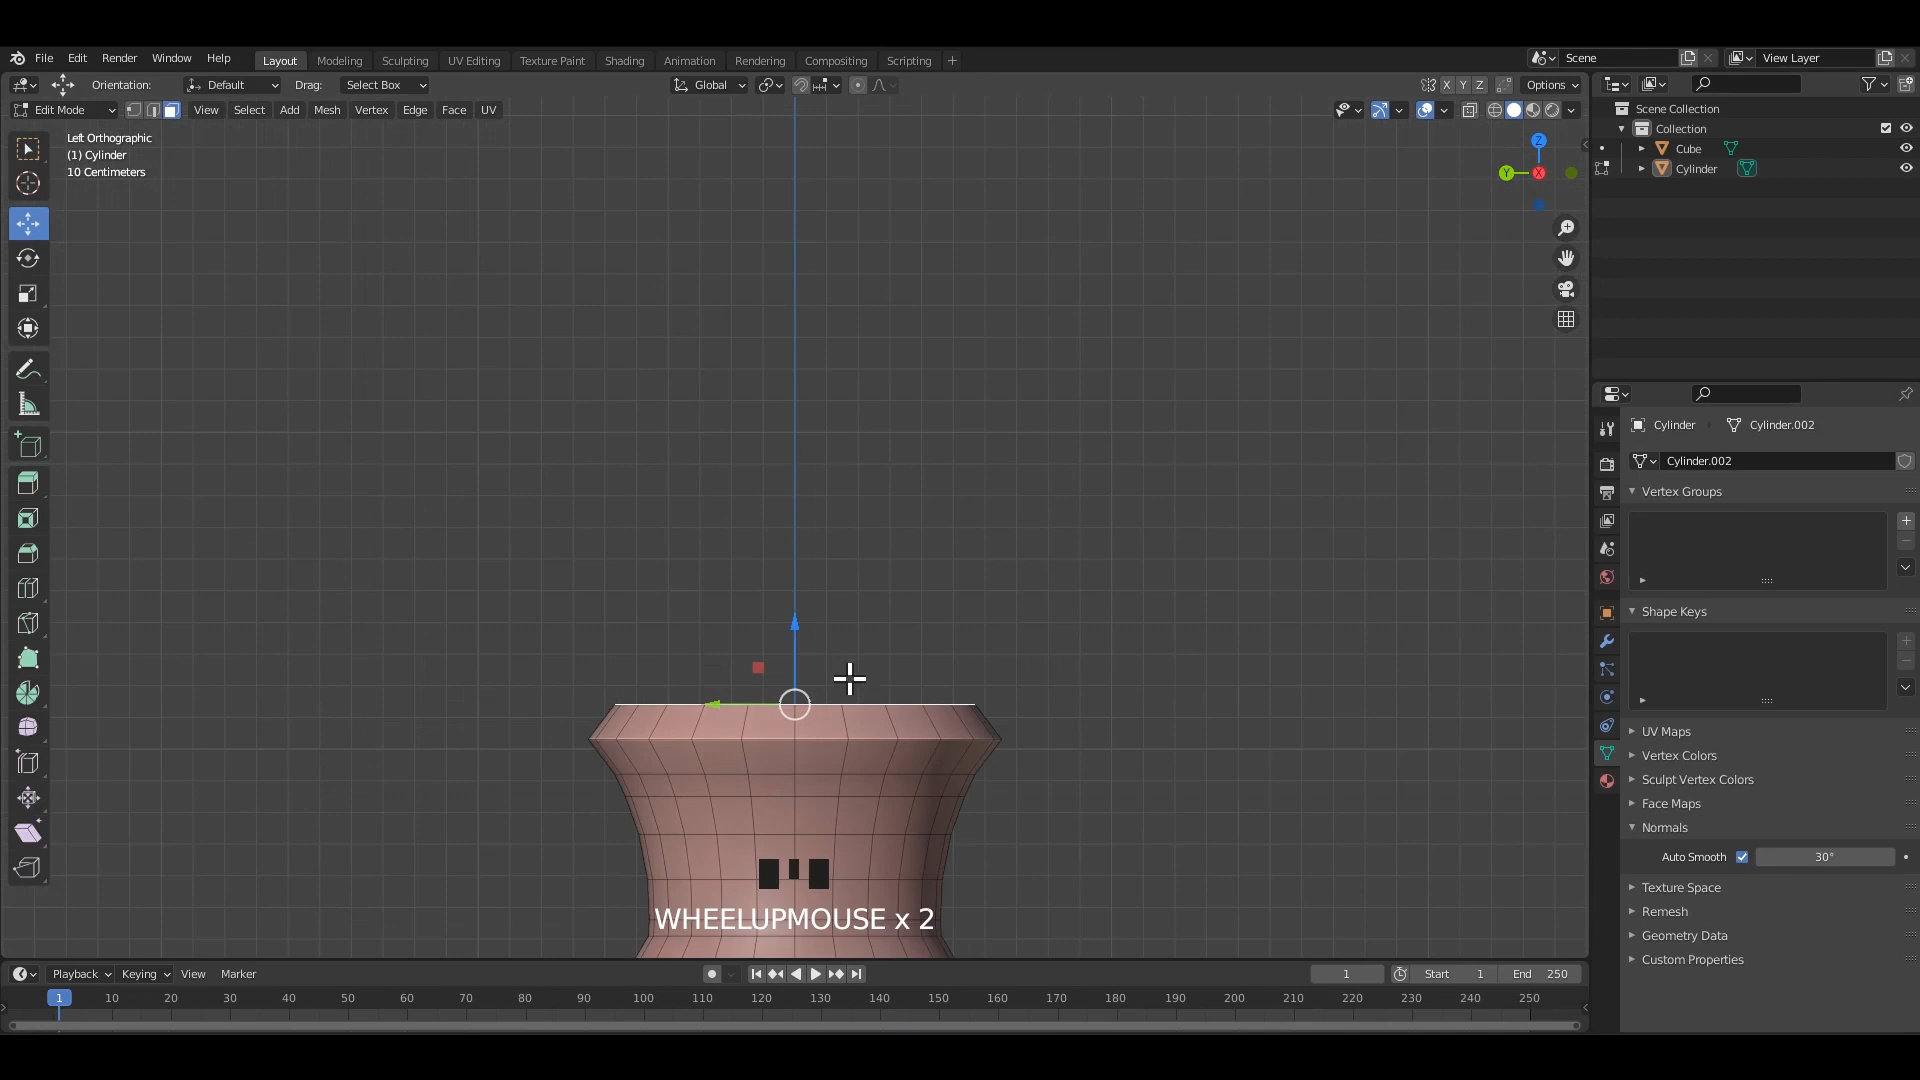 File Edit Render Window Help Layout Modeling Sculpting UV Editing Texture Paint Shading Animation Rendering Compositing Scripting + Scene View Layer
Orientation: Default Drag: Select Box Global X Y Z Options
Edit Mode View Select Add Mesh Vertex Edge Face UV
Left Orthographic
(1) Cylinder
10 Centimeters
Z
Y X
Scene Collection
Collection
Cube
Cylinder
Cylinder Cylinder.002
Cylinder.002
Vertex Groups
Shape Keys
UV Maps
Vertex Colors
Sculpt Vertex Colors
Face Maps
Normals
Auto Smooth 30°
Texture Space
Remesh
Geometry Data
Custom Properties
WHEELUPMOUSE x 2
Playback Keying View Marker 1 Start 1 End 250
1 10 20 30 40 50 60 70 80 90 100 110 120 130 140 150 160 170 180 190 200 210 220 230 240 250